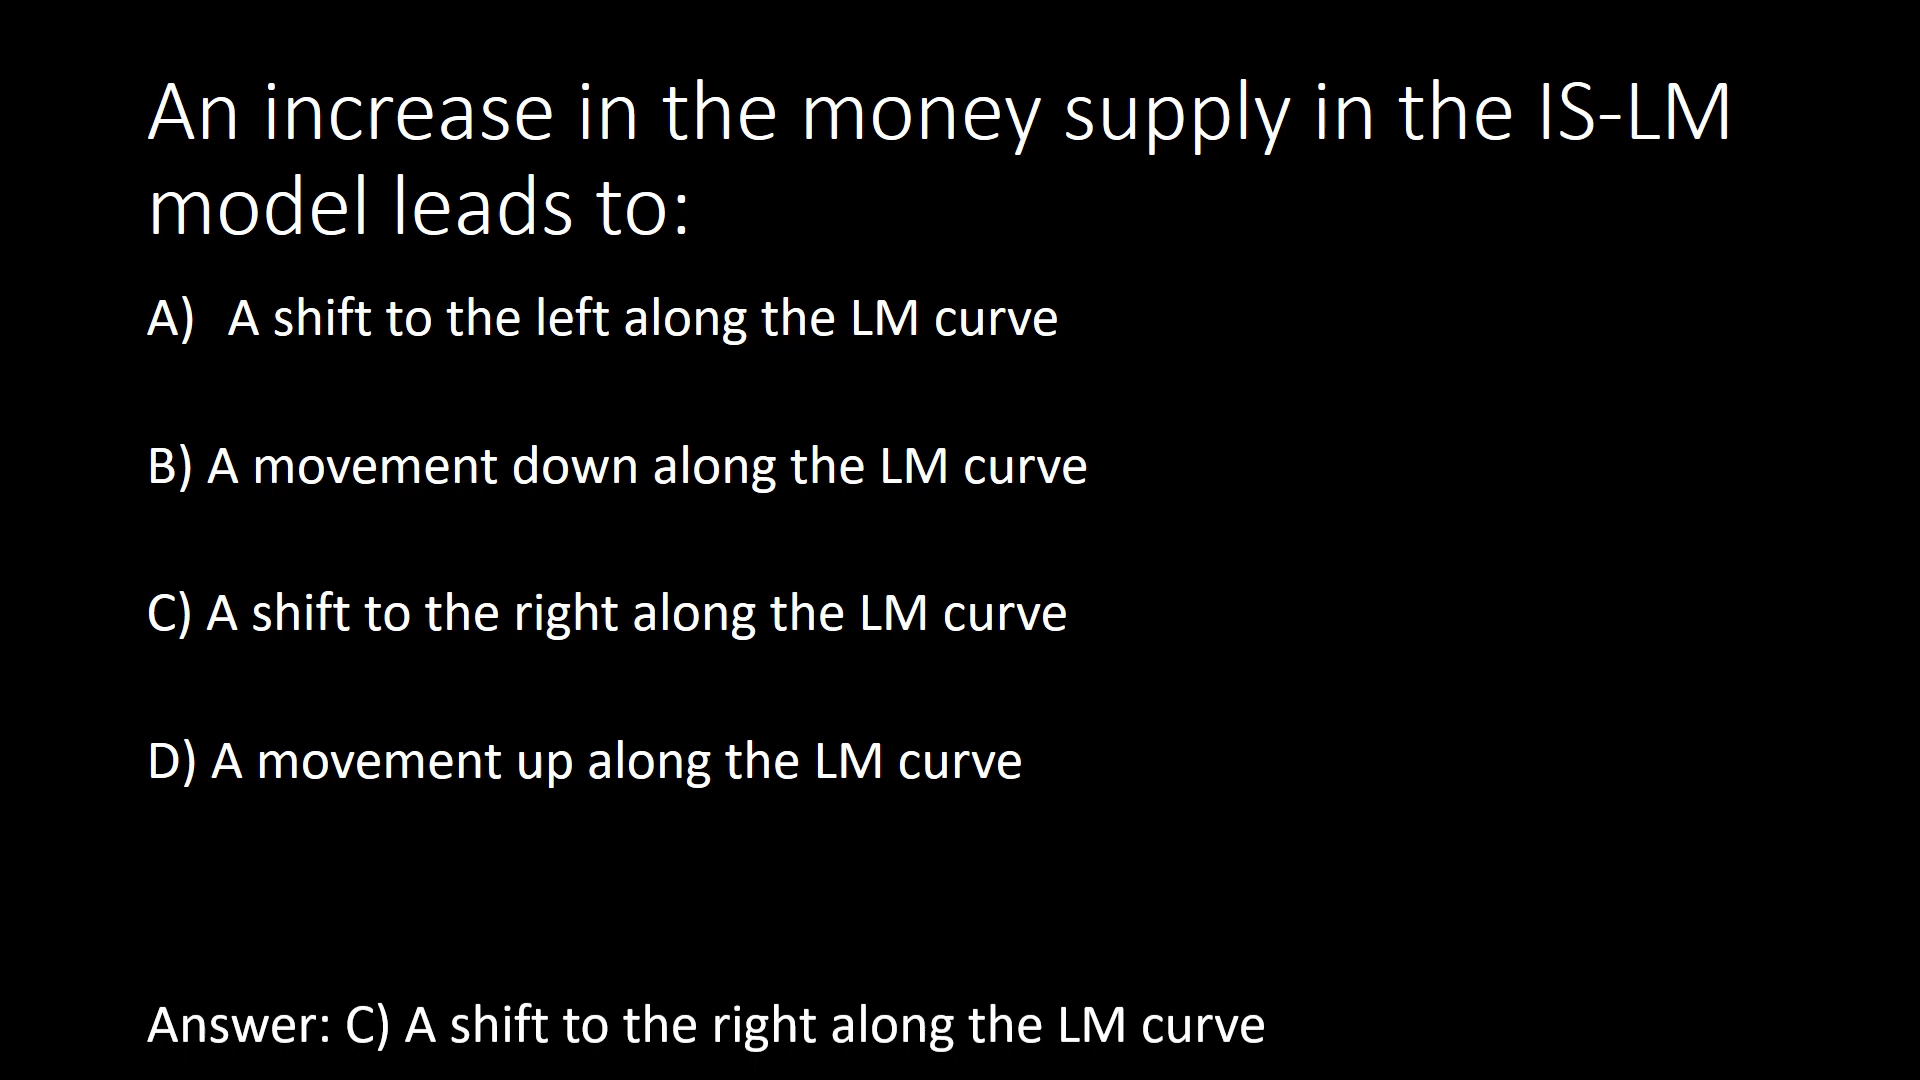 An increase in the money supply in the IS-LM
model leads to:
A) A shift to the left along the LM curve
B) A movement down along the LM curve
C) A shift to the right along the LM curve
D) A movement up along the LM curve
Answer: C) A shift to the right along the LM curve